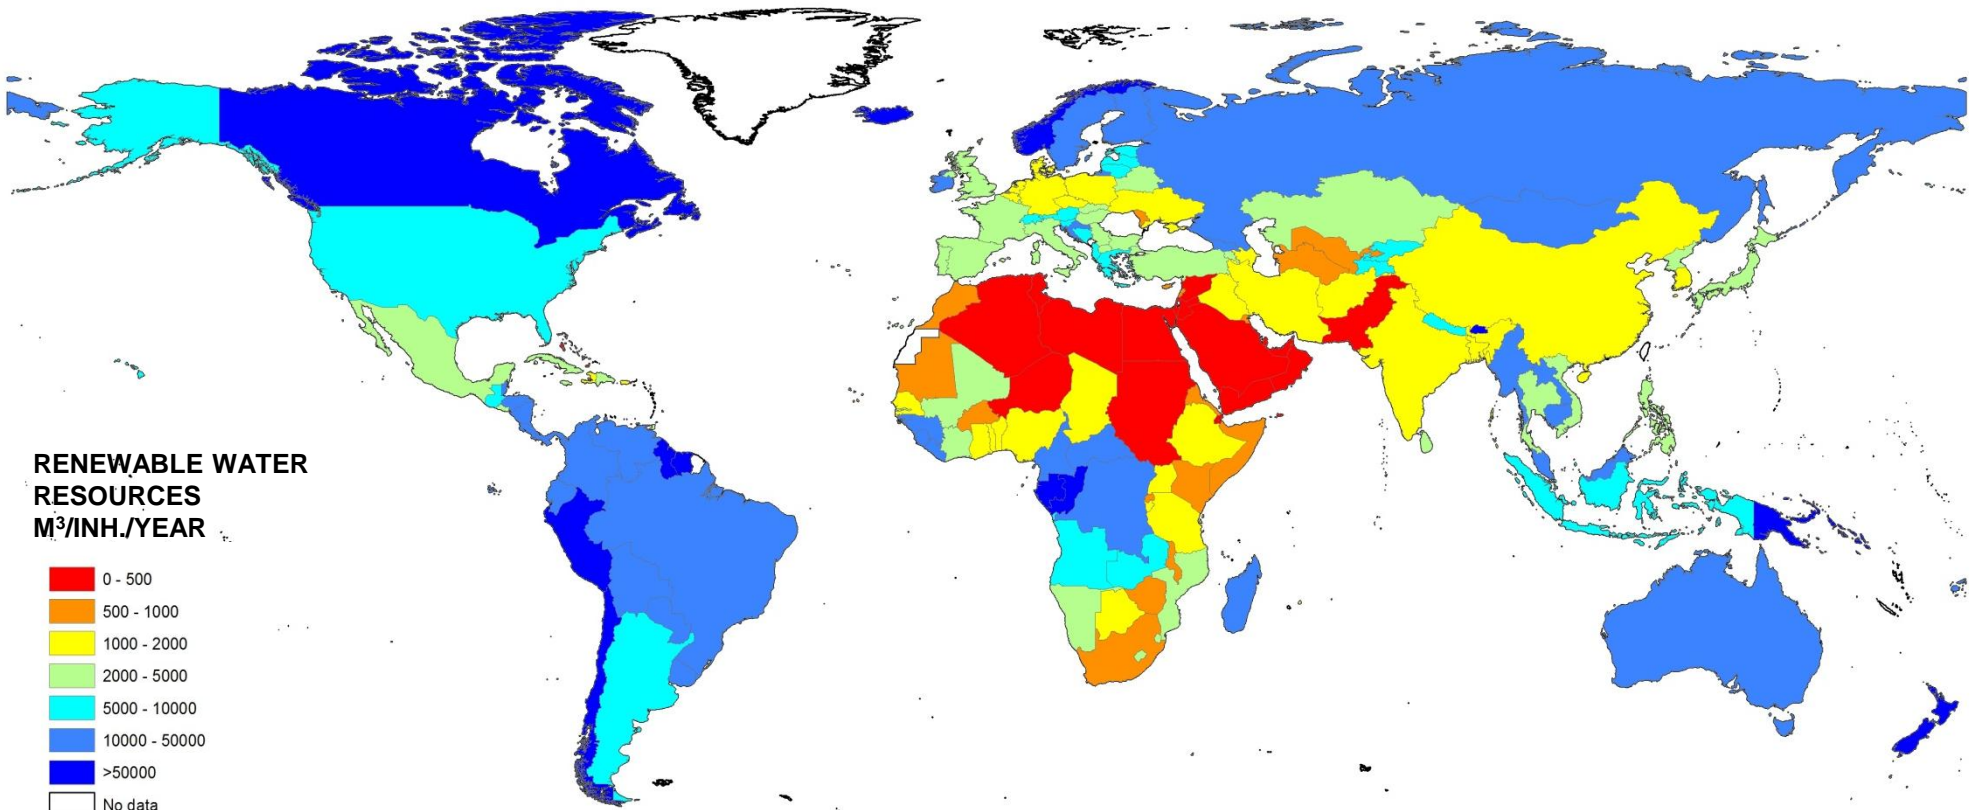 RENEWABLE WATER
RESOURCES
M³/INH./YEAR
0 - 500
500 - 1000
1000 - 2000
2000 - 5000
5000 - 10000
10000 - 50000
>50000
No data